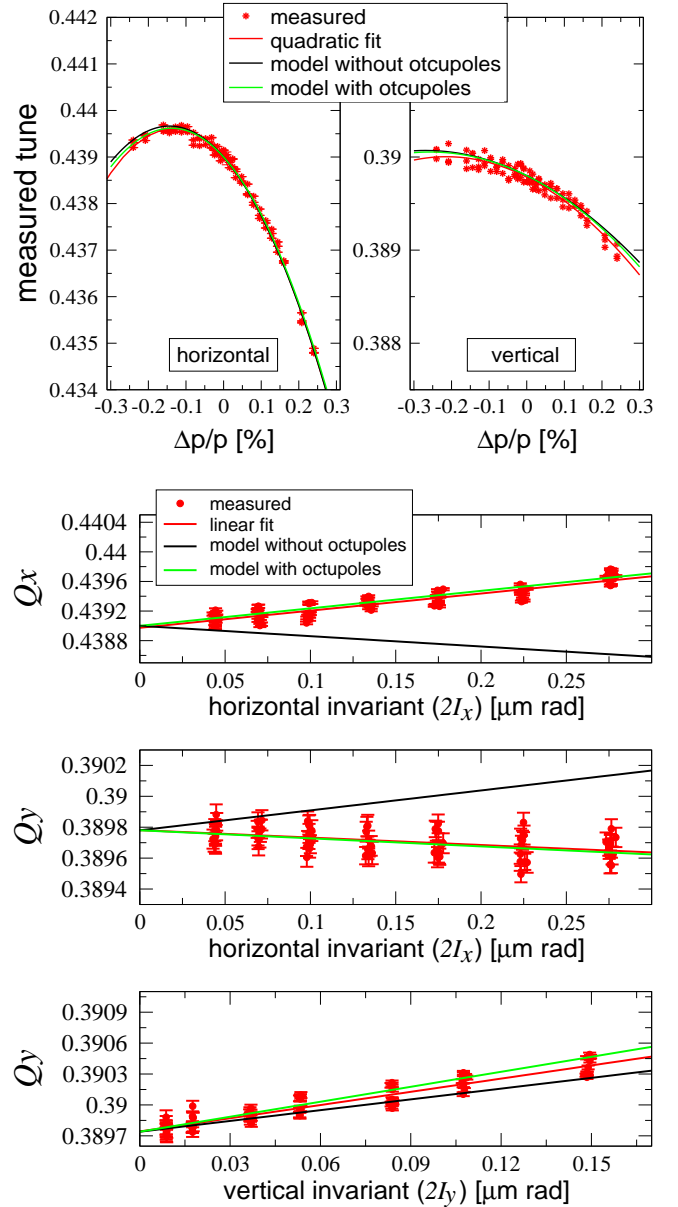 measured
quadratic fit
model without otcupoles
model with otcupoles
measured tune
0.442
0.441
0.44
0.439
0.438
0.437
0.436
0.435
0.434
horizontal
-0.3 -0.2 -0.1 0 0.1 0.2 0.3
Δp/p [%]
0.39
0.389
0.388
vertical
-0.3 -0.2 -0.1 0 0.1 0.2 0.3
Δp/p [%]
measured
linear fit
model without octupoles
model with octupoles
Qx
0.4404
0.44
0.4396
0.4392
0.4388
0 0.05 0.1 0.15 0.2 0.25
horizontal invariant (2Ix) [μm rad]
Qy
0.3902
0.39
0.3898
0.3896
0.3894
0 0.05 0.1 0.15 0.2 0.25
horizontal invariant (2Ix) [μm rad]
Qy
0.3909
0.3906
0.3903
0.39
0.3897
0 0.03 0.06 0.09 0.12 0.15
vertical invariant (2Iy) [μm rad]